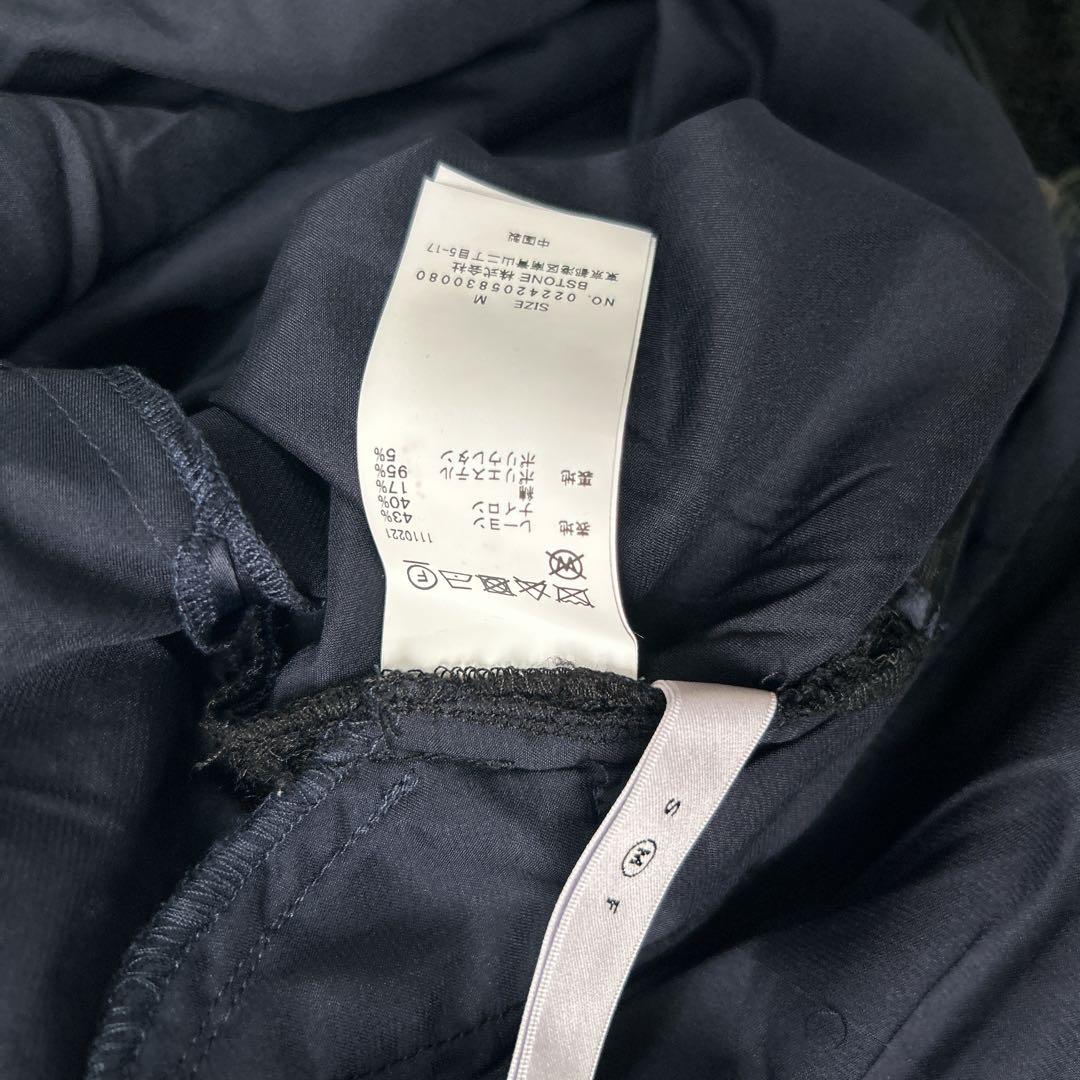 F
W
1110221
表地 レーヨン 43%
ナイロン 40%
綿 17%
裏地 ポリエステル 95%
ポリウレタン 5%
SIZE M
NO. 0224205830080
BSTONE 株式会社
東京都港区南青山二丁目5-17
中国製
S M F